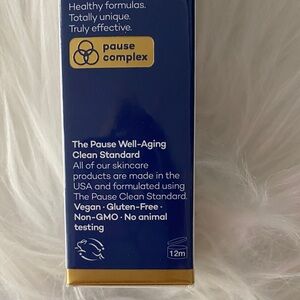 Healthy formulas.
Totally unique.
Truly effective.
pause
complex
The Pause Well-Aging
Clean Standard
All of our skincare
products are made in the
USA and formulated using
The Pause Clean Standard.
Vegan · Gluten-Free ·
Non-GMO · No animal
testing
12m